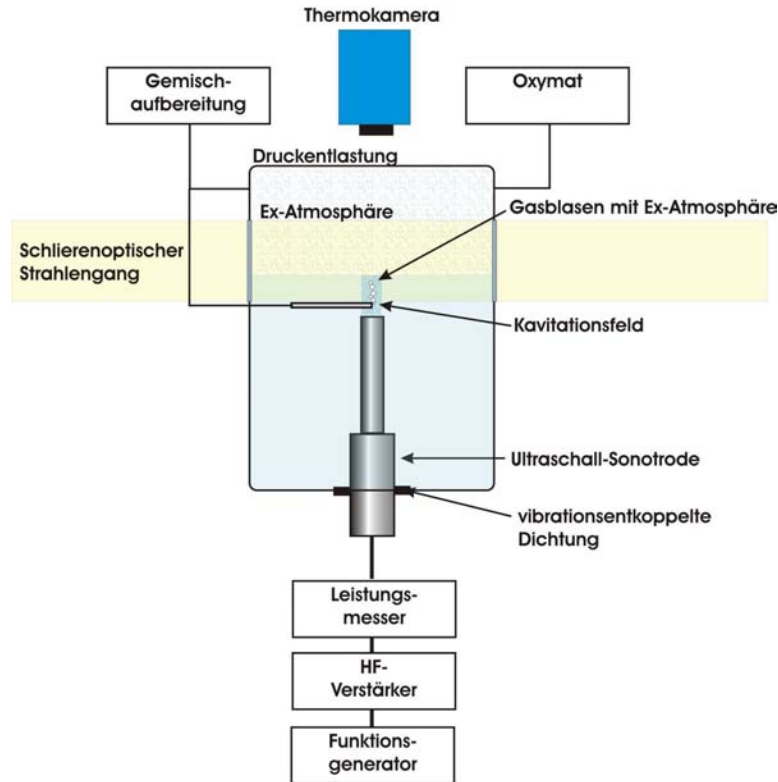 Thermokamera
Gemisch-
aufbereitung
Oxymat
Druckentlastung
Ex-Atmosphäre
Gasblasen mit Ex-Atmosphäre
Schlierenoptischer
Strahlengang
Kavitationsfeld
Ultraschall-Sonotrode
vibrationsentkoppelte
Dichtung
Leistungs-
messer
HF-
Verstärker
Funktions-
generator